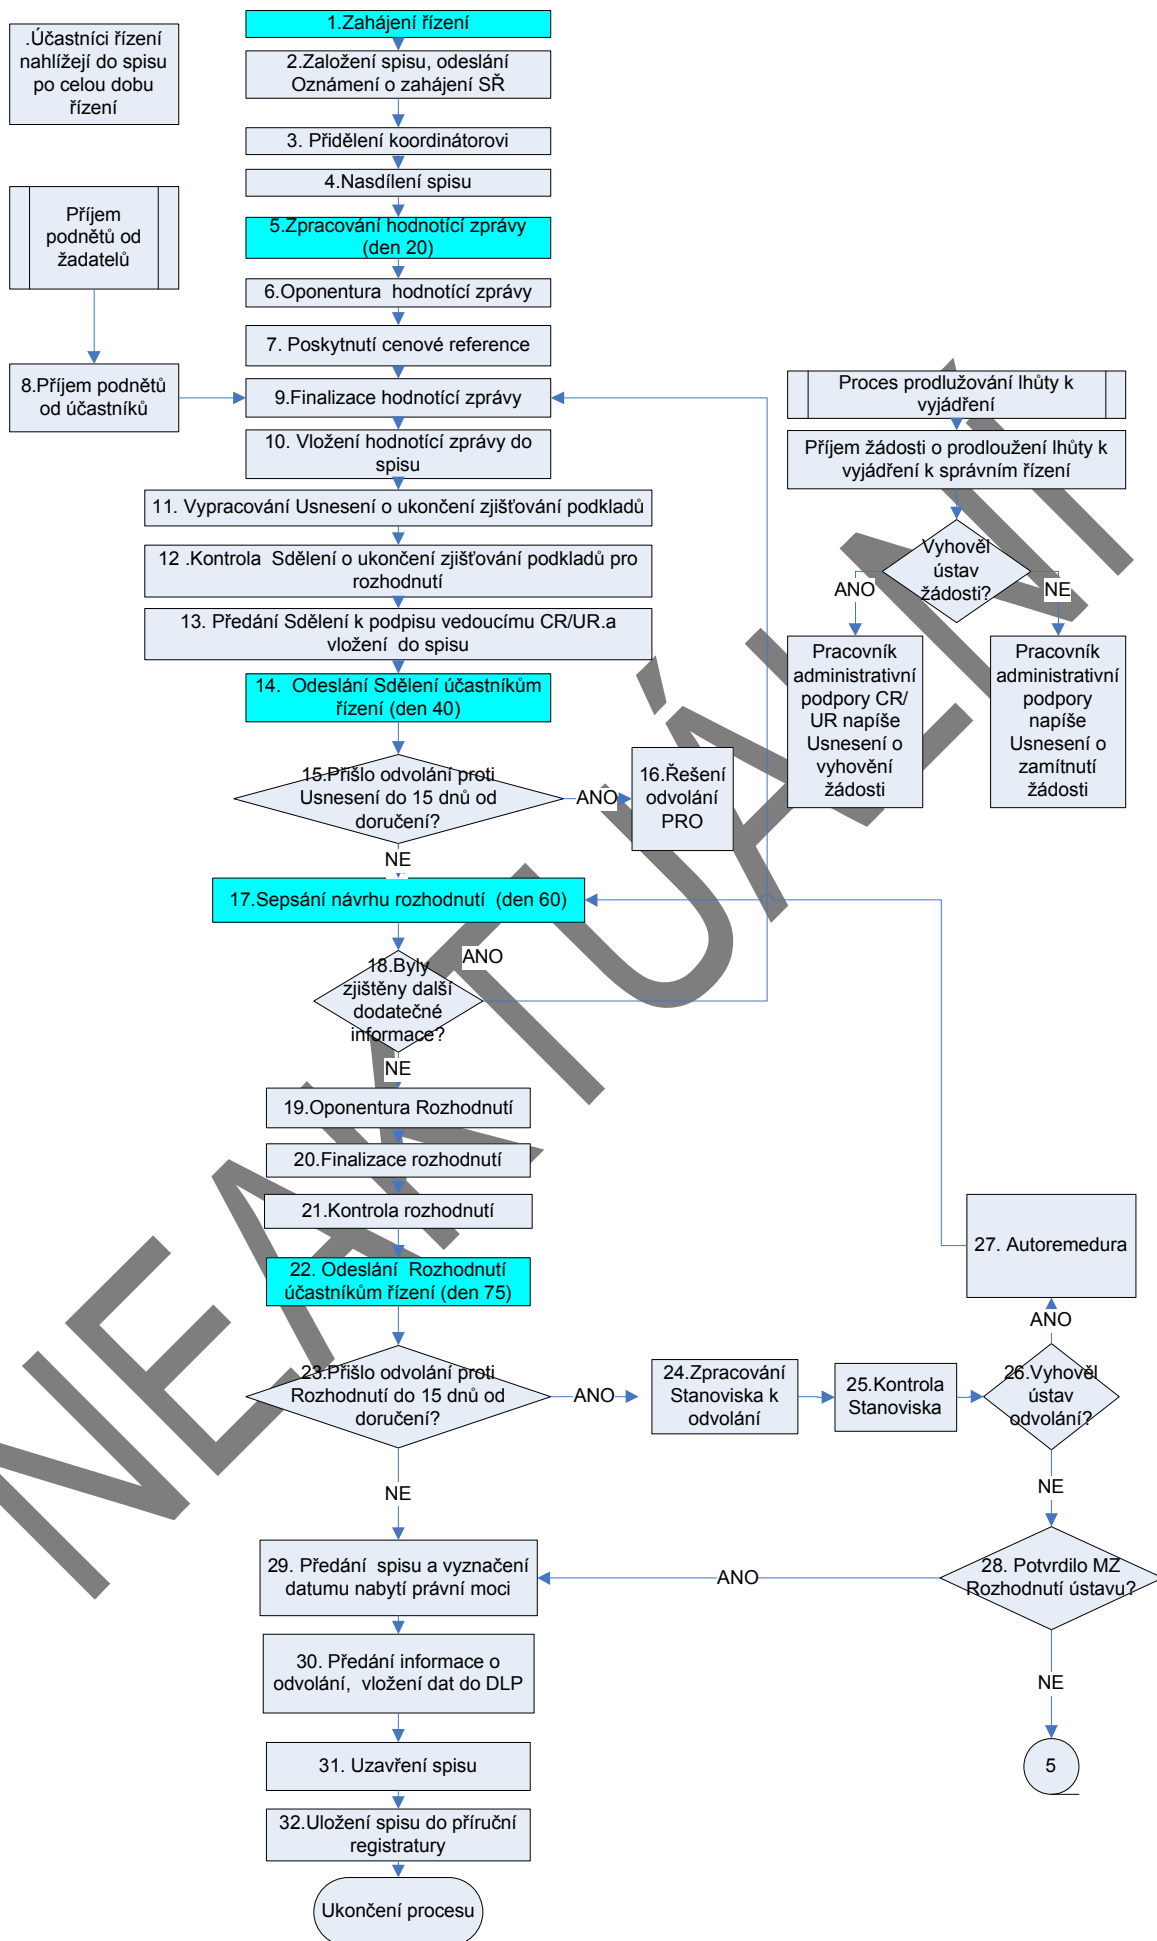 1.Zahájení řízení
.Účastníci řízení
nahlížejí do spisu
po celou dobu
řízení
2.Založení spisu, odeslání
Oznámení o zahájení SŘ
3. Přidělení koordinátorovi
4.Nasdílení spisu
Příjem
podnětů od
žadatelů
5.Zpracování hodnotící zprávy
(den 20)
6.Oponentura  hodnotící zprávy
7. Poskytnutí cenové reference
8.Příjem podnětů
od účastníků
9.Finalizace hodnotící zprávy
10. Vložení hodnotící zprávy do
spisu
11. Vypracování Usnesení o ukončení zjišťování podkladů
12 .Kontrola  Sdělení o ukončení zjišťování podkladů pro
rozhodnutí
13. Předání Sdělení k podpisu vedoucímu CR/UR.a
vložení  do spisu
14.  Odeslání Sdělení účastníkům
řízení (den 40)
Proces prodlužování lhůty k
vyjádření
Příjem žádosti o prodloužení lhůty k
vyjádření k správním řízení
Vyhověl
ústav
žádosti?
ANO
NE
Pracovník
administrativní
podpory CR/
UR napíše
Usnesení o
vyhovění
žádosti
Pracovník
administrativní
podpory
napíše
Usnesení o
zamítnutí
žádosti
15.Přišlo odvolání proti
Usnesení do 15 dnů od
doručení?
ANO
16.Řešení
odvolání
PRO
NE
17.Sepsání návrhu rozhodnutí  (den 60)
ANO
18.Byly
zjištěny další
dodatečné
informace?
NE
19.Oponentura Rozhodnutí
20.Finalizace rozhodnutí
21.Kontrola rozhodnutí
22. Odeslání  Rozhodnutí
účastníkům řízení (den 75)
27. Autoremedura
ANO
23.Přišlo odvolání proti
Rozhodnutí do 15 dnů od
doručení?
ANO
24.Zpracování
Stanoviska k
odvolání
25.Kontrola
Stanoviska
26.Vyhověl
ústav
odvolání?
NE
NE
29. Předání  spisu a vyznačení
datumu nabytí právní moci
ANO
28. Potvrdilo MZ
Rozhodnutí ústavu?
30. Předání informace o
odvolání,  vložení dat do DLP
NE
31. Uzavření spisu
5
32.Uložení spisu do příruční
registratury
Ukončení procesu
NEAKTUÁLNÍ